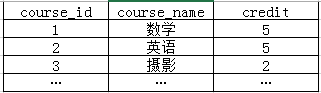 course_id course_name credit
1 数学 5
2 英语 5
3 摄影 2
… … …